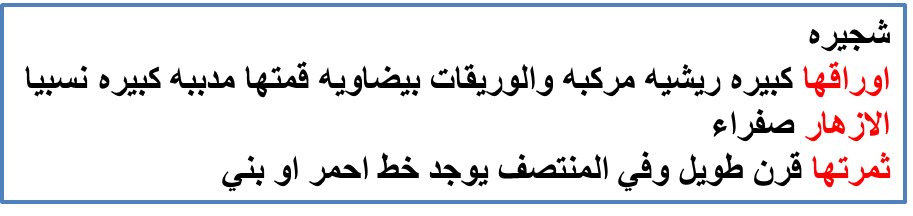 شجيره
اوراقها كبيره ريشيه مركبه والوريقات بيضاويه قمتها مدببه كبيره نسبيا
الازهار صفراء
ثمرتها قرن طويل وفي المنتصف يوجد خط احمر او بني